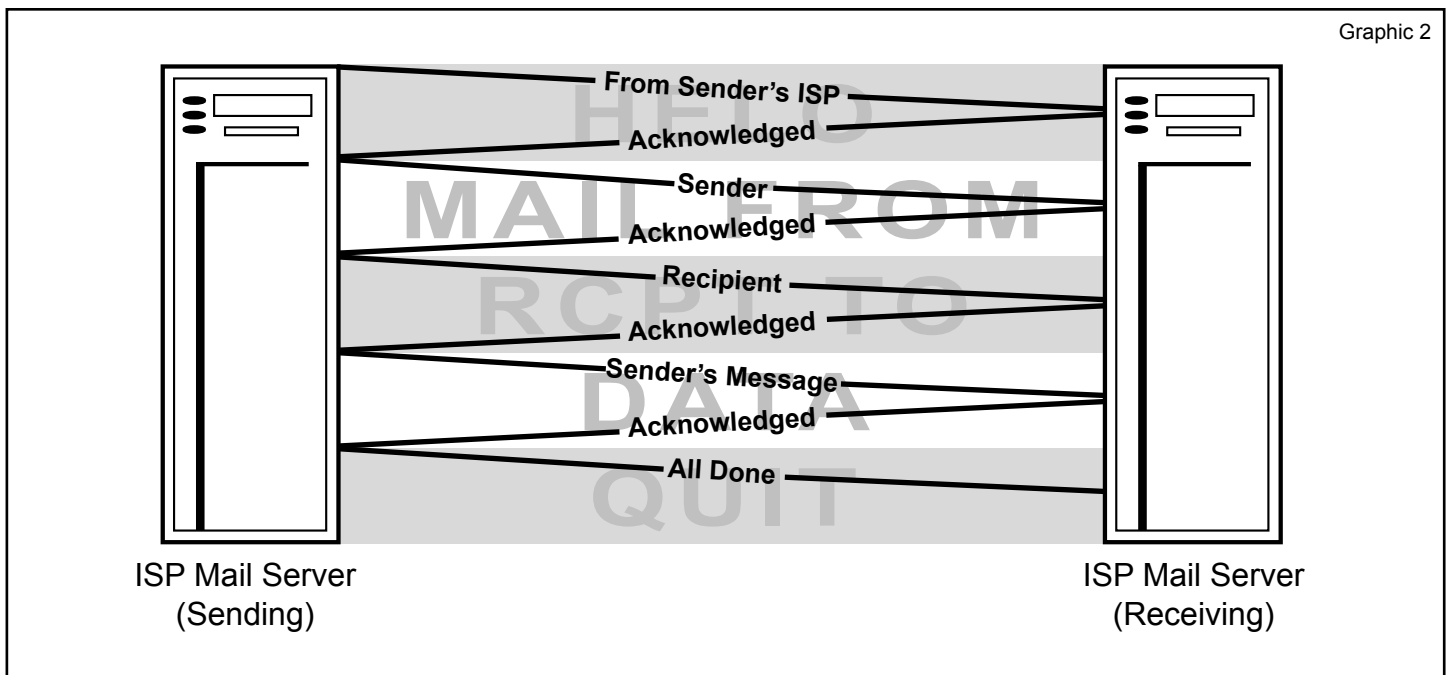 Graphic 2
HELO
From Sender's ISP
Acknowledged
MAIL FROM
Sender
Acknowledged
RCPT TO
Recipient
Acknowledged
DATA
Sender's Message
Acknowledged
QUIT
All Done
ISP Mail Server
(Sending)
ISP Mail Server
(Receiving)